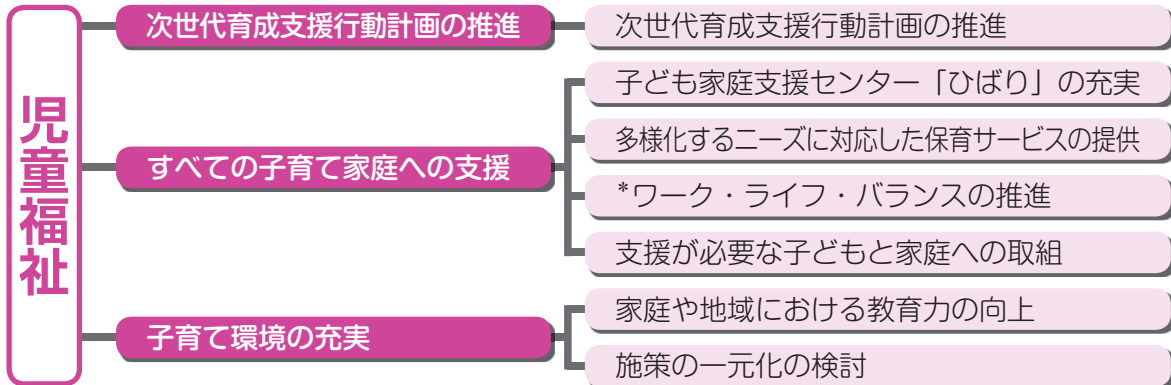 児童福祉
次世代育成支援行動計画の推進
次世代育成支援行動計画の推進
すべての子育て家庭への支援
子ども家庭支援センター「ひばり」の充実
多様化するニーズに対応した保育サービスの提供
*ワーク・ライフ・バランスの推進
支援が必要な子どもと家庭への取組
子育て環境の充実
家庭や地域における教育力の向上
施策の一元化の検討